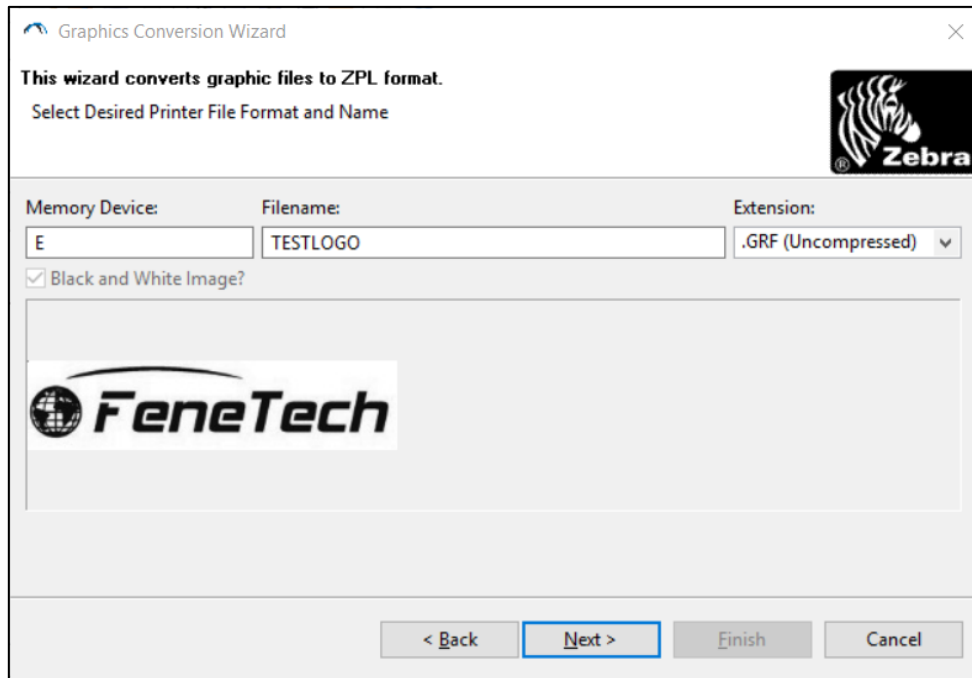 Graphics Conversion Wizard
This wizard converts graphic files to ZPL format.
Select Desired Printer File Format and Name
® Zebra
Memory Device: Filename: Extension:
E TESTLOGO .GRF (Uncompressed)
Black and White Image?
FeneTech
< Back Next > Finish Cancel